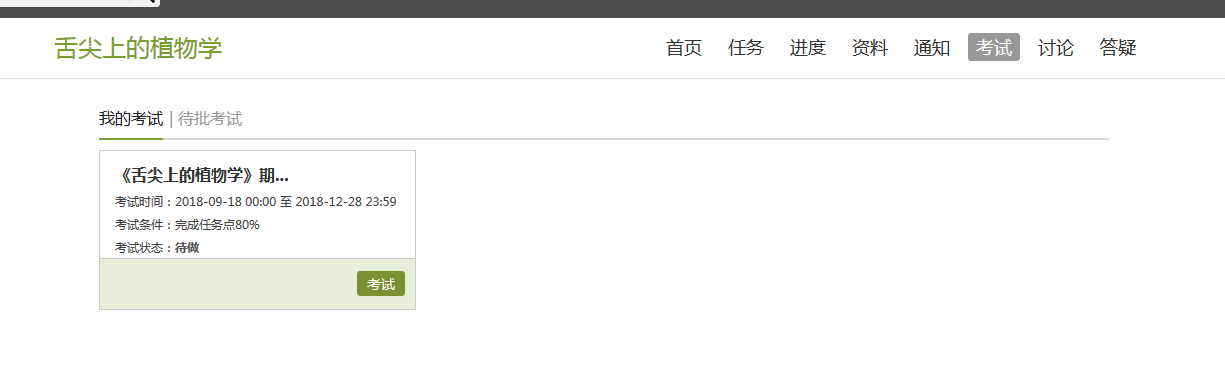 舌尖上的植物学
首页 任务 进度 资料 通知 考试 讨论 答疑
我的考试 | 待批考试
《舌尖上的植物学》期...
考试时间：2018-09-18 00:00 至 2018-12-28 23:59
考试条件：完成任务点80%
考试状态：待做
考试